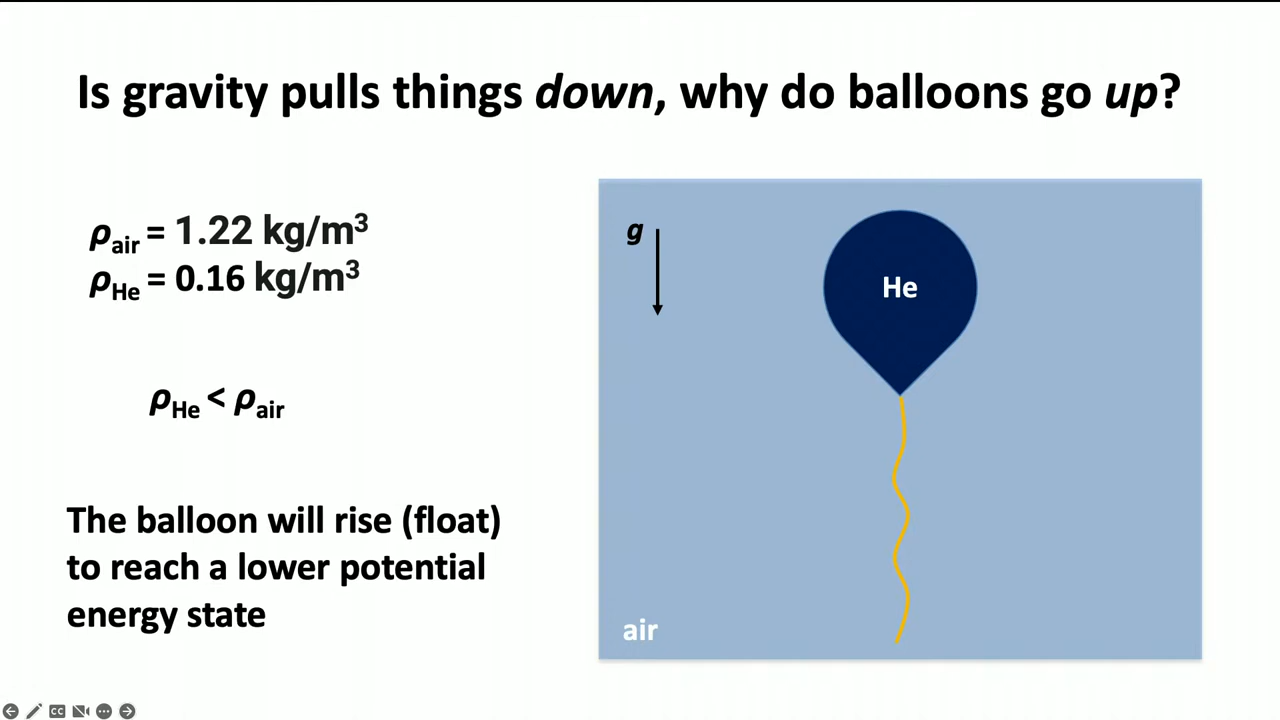 Is gravity pulls things down, why do balloons go up?
ρair = 1.22 kg/m³
ρHe = 0.16 kg/m³
ρHe < ρair
The balloon will rise (float)
to reach a lower potential
energy state
g
He
air
CC